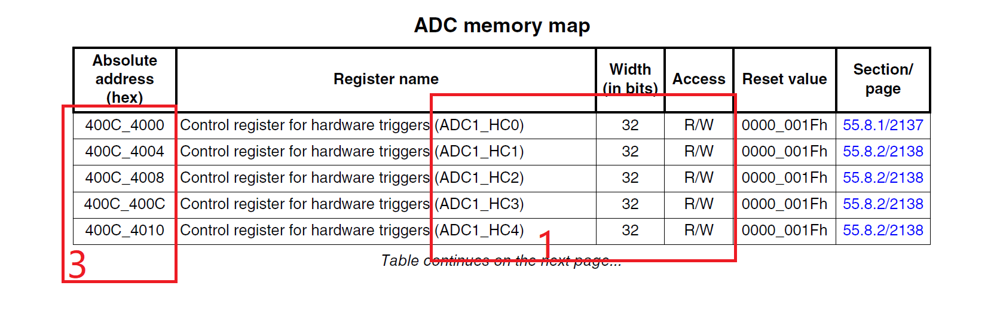 ADC memory map
Absolute address (hex) Register name Width (in bits) Access Reset value Section/ page
400C_4000 Control register for hardware triggers (ADC1_HC0) 32 R/W 0000_001Fh 55.8.1/2137
400C_4004 Control register for hardware triggers (ADC1_HC1) 32 R/W 0000_001Fh 55.8.2/2138
400C_4008 Control register for hardware triggers (ADC1_HC2) 32 R/W 0000_001Fh 55.8.2/2138
400C_400C Control register for hardware triggers (ADC1_HC3) 32 R/W 0000_001Fh 55.8.2/2138
400C_4010 Control register for hardware triggers (ADC1_HC4) 32 R/W 0000_001Fh 55.8.2/2138
1
Table continues on the next page...
3